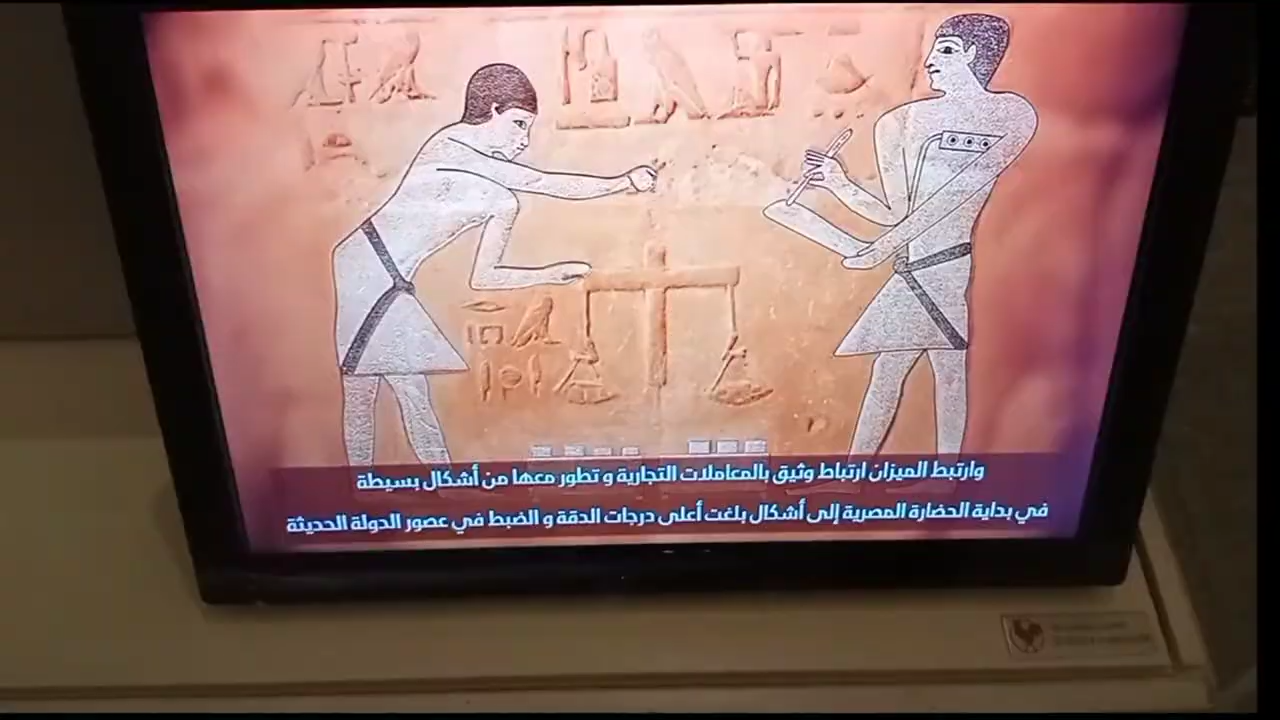 وارتبط الميزان ارتباط وثيق بالمعاملات التجارية و تطور معها من أشكال بسيطة
في بداية الحضارة المصرية إلى أشكال بلغت أعلى درجات الدقة و الضبط في عصور الدولة الحديثة